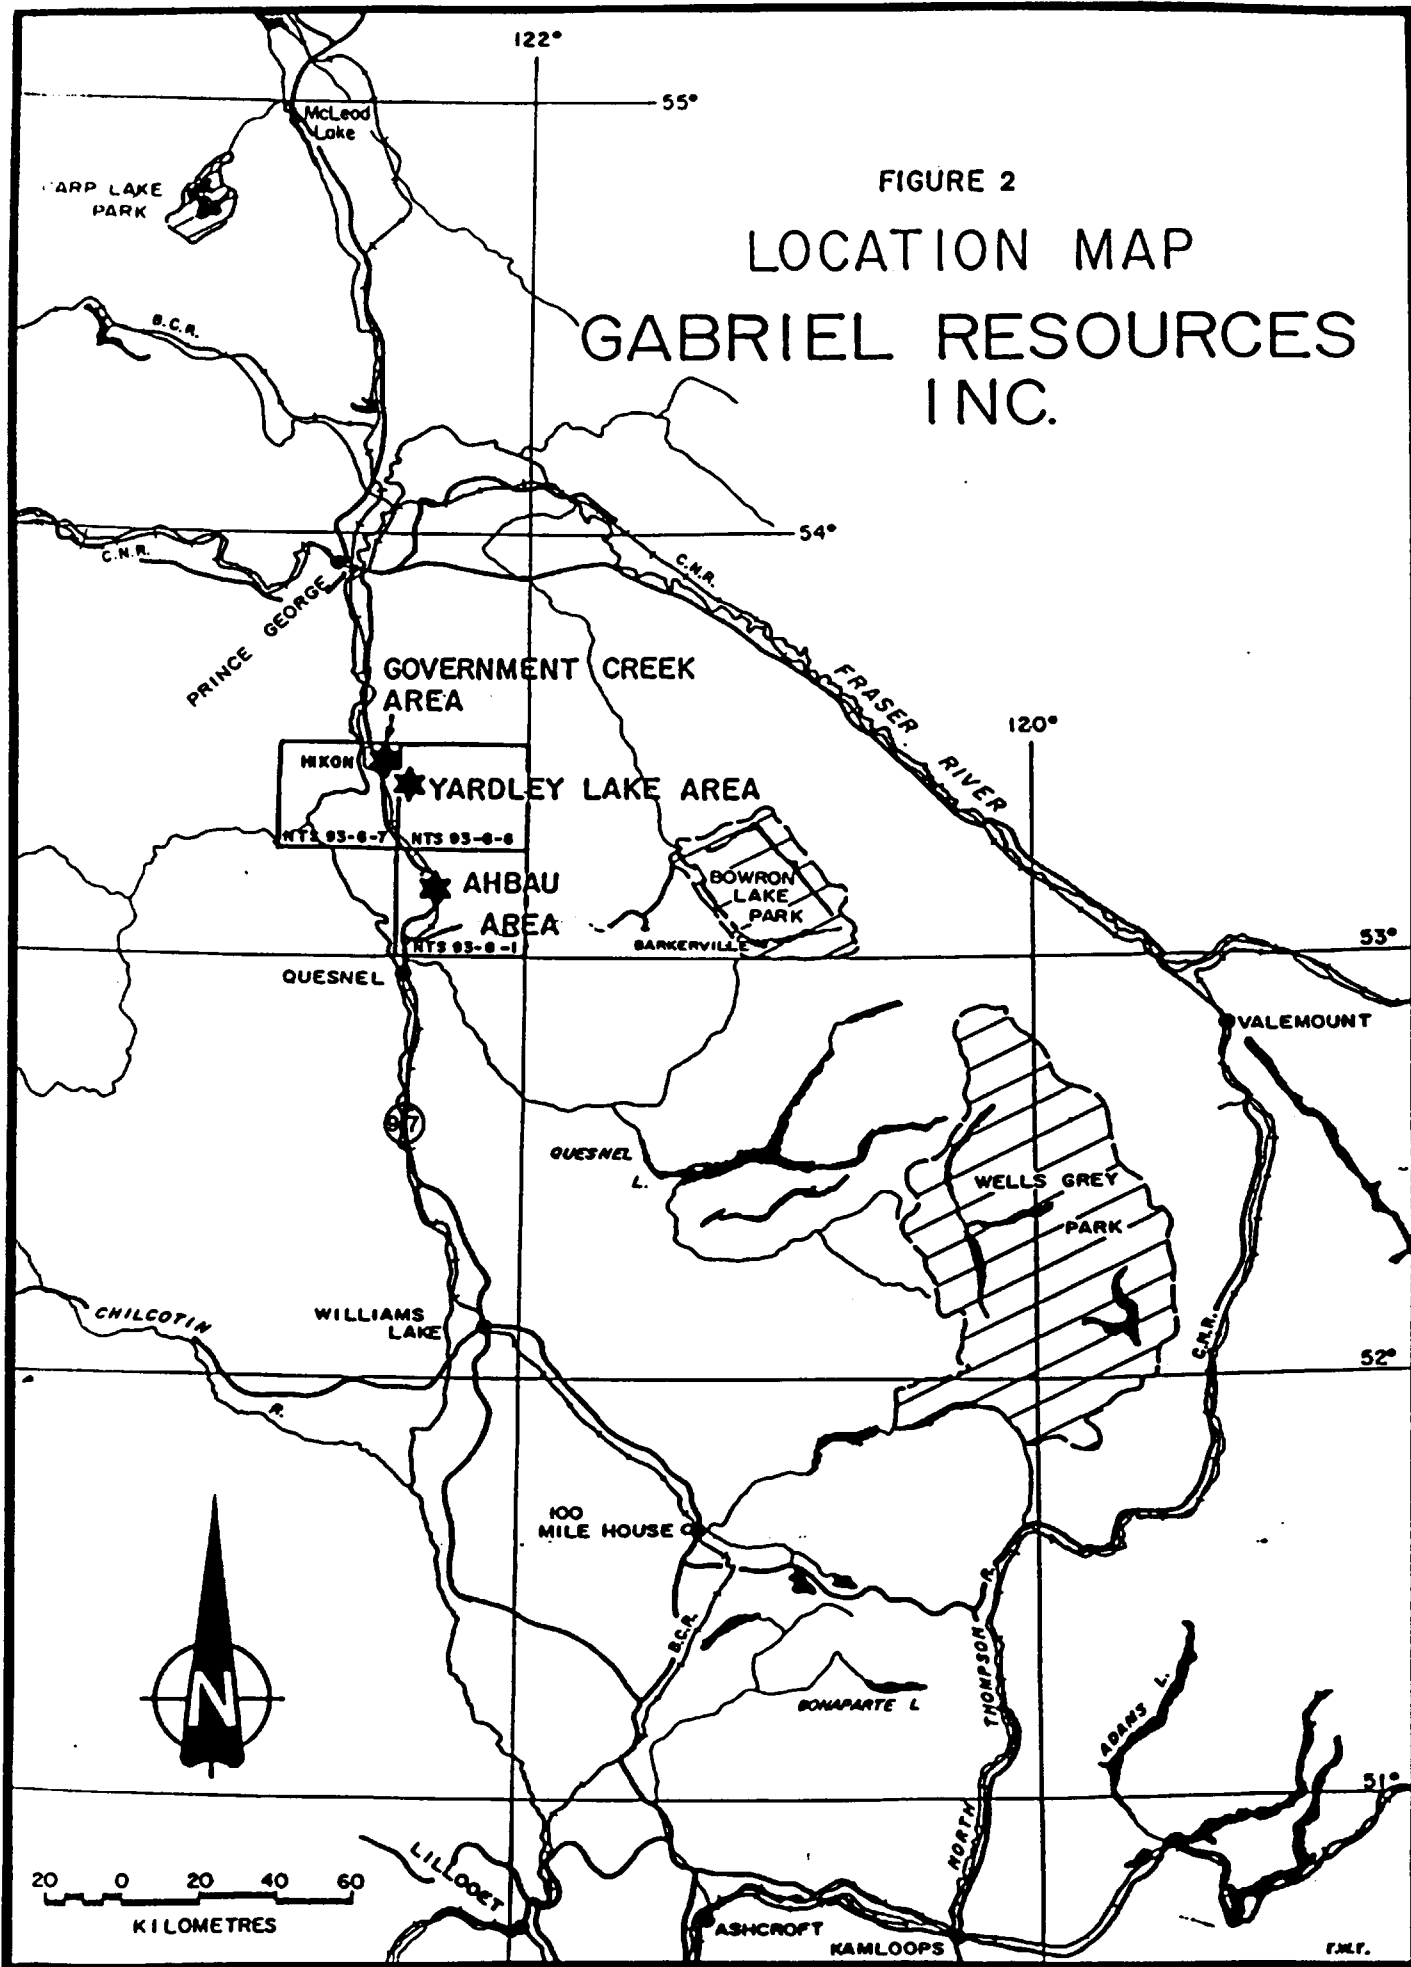 122°
55°
McLeod
Lake
ARP LAKE
PARK
FIGURE 2
LOCATION MAP
GABRIEL RESOURCES
INC.
B.C.R.
54°
C.N.R.
C.N.R.
PRINCE GEORGE
GOVERNMENT CREEK
AREA
FRASER RIVER
120°
HIXON
YARDLEY LAKE AREA
NTS 93-G-7
NTS 93-G-6
BOWRON
LAKE
PARK
AHBAU
AREA
NTS 93-G-1
BARKERVILLE
53°
QUESNEL
VALEMOUNT
97
QUESNEL
L.
WELLS GREY
PARK
CHILCOTIN
R.
WILLIAMS
LAKE
C.N.R.
52°
100
MILE HOUSE
B.C.R.
NORTH THOMPSON R.
BONAPARTE L
ADAMS L.
N
51°
LILLOOET
20 0 20 40 60
KILOMETRES
ASHCROFT
KAMLOOPS
r.w.r.